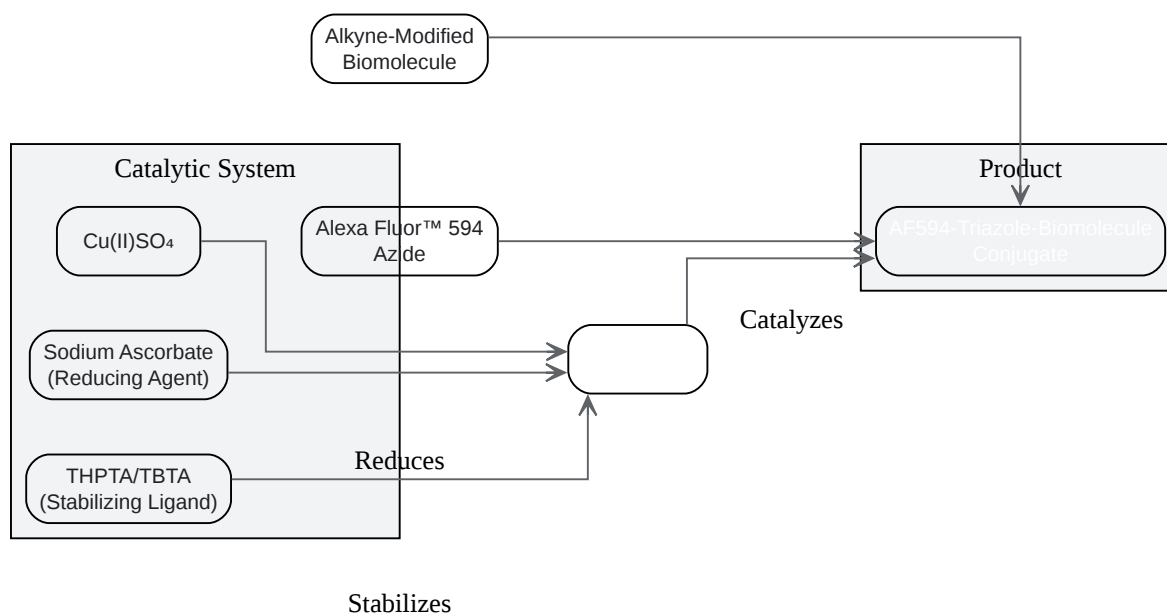 Alkyne-Modified
Biomolecule
Catalytic System
Product
Cu(II)SO₄
Alexa Fluor™ 594
Azide
AF594-Triazole-Biomolecule
Conjugate
Catalyzes
Sodium Ascorbate
(Reducing Agent)
Reduces
THPTA/TBTA
(Stabilizing Ligand)
Stabilizes